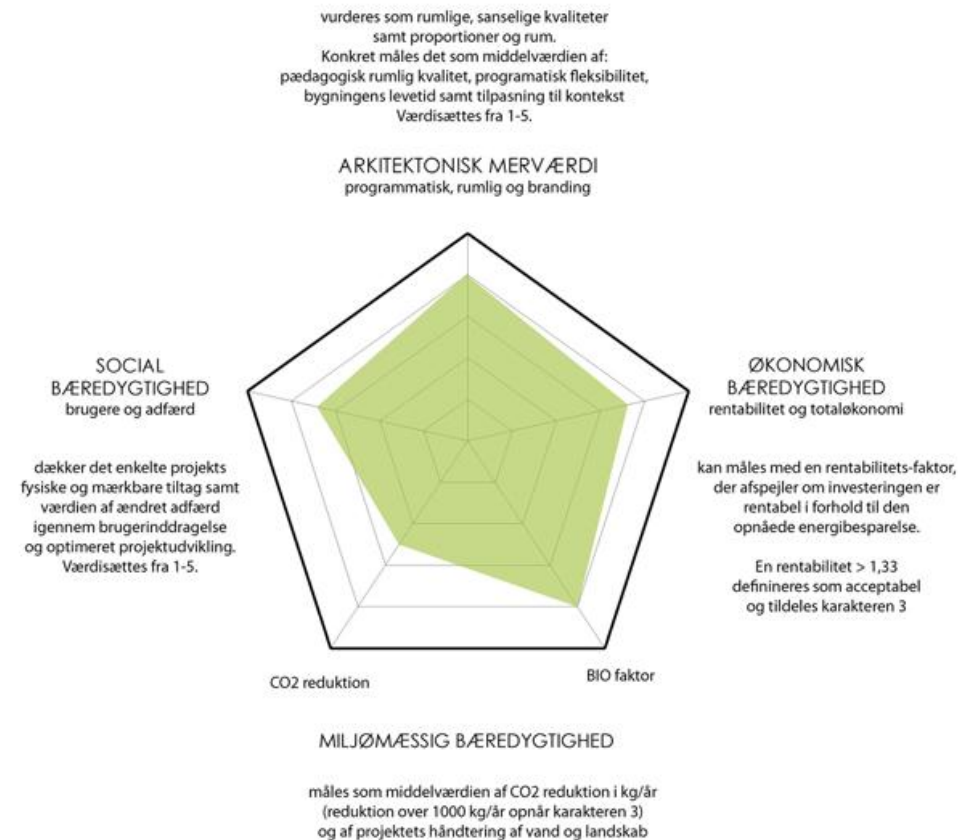 vurderes som rumlige, sanselige kvaliteter
samt proportioner og rum.
Konkret måles det som middelværdien af:
pædagogisk rumlig kvalitet, programatisk fleksibilitet,
bygningens levetid samt tilpasning til kontekst
Værdisættes fra 1-5.
ARKITEKTONISK MERVÆRDI
programmatisk, rumlig og branding
SOCIAL
BÆREDYGTIGHED
brugere og adfærd
dækker det enkelte projekts
fysiske og mærkbare tiltag samt
værdien af ændret adfærd
igennem brugerinddragelse
og optimeret projektudvikling.
Værdisættes fra 1-5.
ØKONOMISK
BÆREDYGTIGHED
rentabilitet og totaløkonomi
kan måles med en rentabilitets-faktor,
der afspejler om investeringen er
rentabel i forhold til den
opnåede energibesparelse.
En rentabilitet > 1,33
definineres som acceptabel
og tildeles karakteren 3
CO2 reduktion
BIO faktor
MILJØMÆSSIG BÆREDYGTIGHED
måles som middelværdien af CO2 reduktion i kg/år
(reduktion over 1000 kg/år opnår karakteren 3)
og af projektets håndtering af vand og landskab